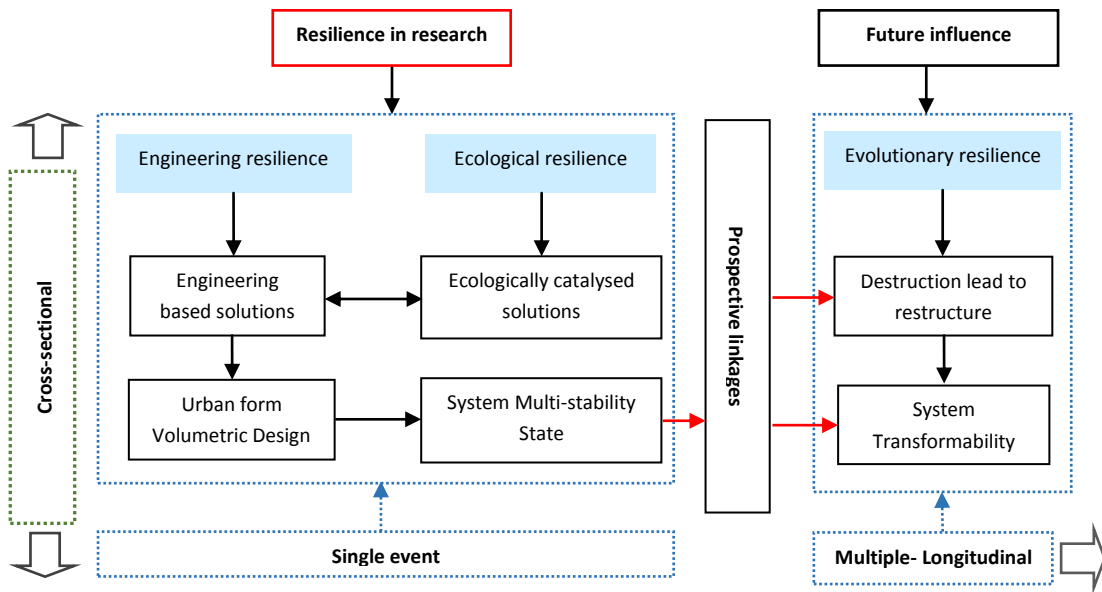 Resilience in research
Future influence
Cross-sectional
Engineering resilience
Ecological resilience
Engineering
based solutions
Ecologically catalysed
solutions
Urban form
Volumetric Design
System Multi-stability
State
Prospective linkages
Evolutionary resilience
Destruction lead to
restructure
System
Transformability
Single event
Multiple- Longitudinal